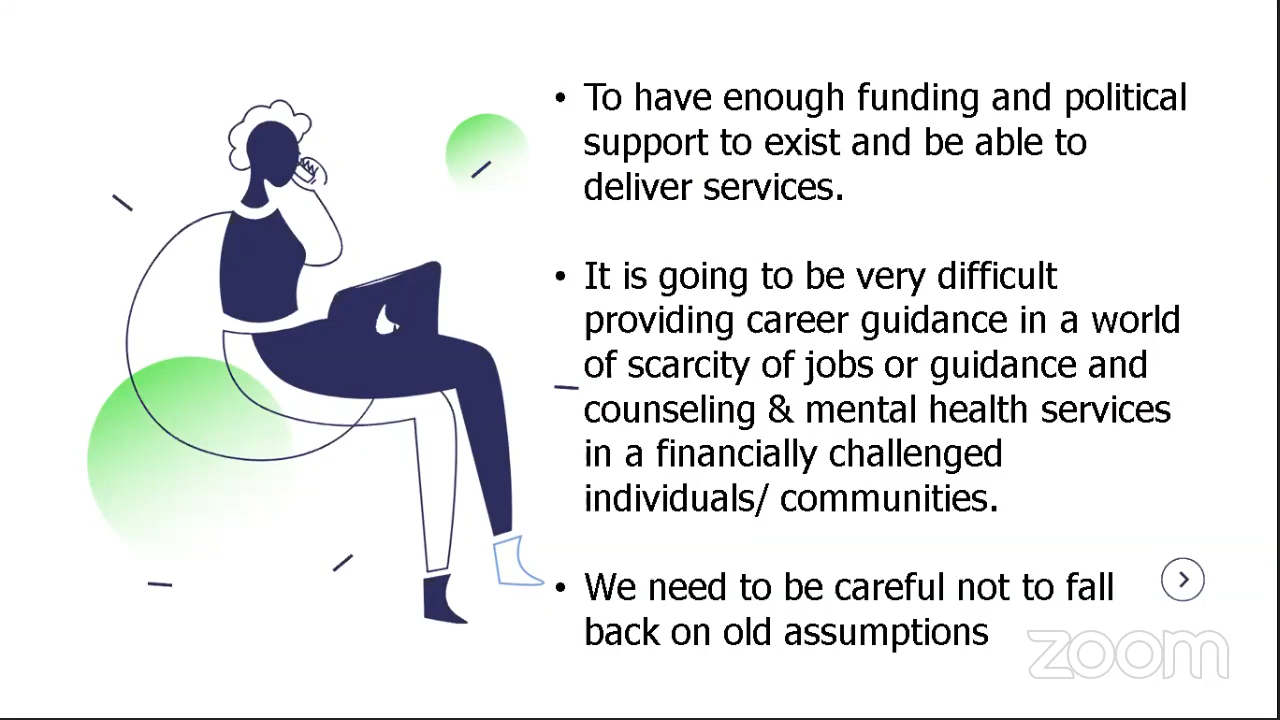 • To have enough funding and political
support to exist and be able to
deliver services.
• It is going to be very difficult
providing career guidance in a world
of scarcity of jobs or guidance and
counseling & mental health services
in a financially challenged
individuals/ communities.
• We need to be careful not to fall
back on old assumptions
zoom